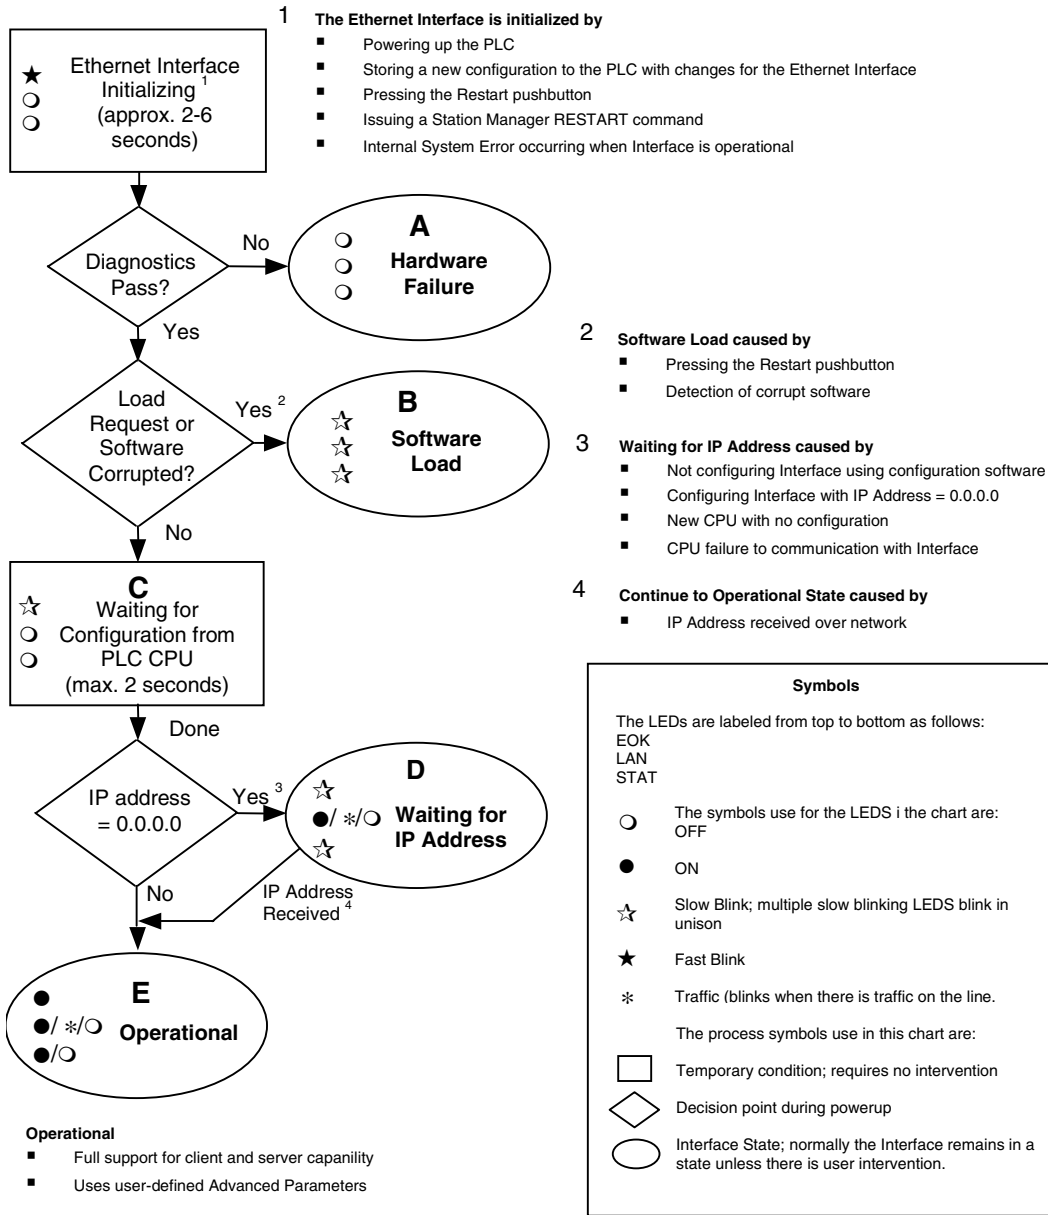 1 The Ethernet Interface is initialized by
■ Powering up the PLC
■ Storing a new configuration to the PLC with changes for the Ethernet Interface
■ Pressing the Restart pushbutton
■ Issuing a Station Manager RESTART command
■ Internal System Error occurring when Interface is operational
Ethernet Interface
Initializing 1
(approx. 2-6
seconds)
Diagnostics
Pass?
No
A
Hardware
Failure
Yes
Load
Request or
Software
Corrupted?
Yes 2
B
Software
Load
No
2 Software Load caused by
■ Pressing the Restart pushbutton
■ Detection of corrupt software
3 Waiting for IP Address caused by
■ Not configuring Interface using configuration software
■ Configuring Interface with IP Address = 0.0.0.0
■ New CPU with no configuration
■ CPU failure to communication with Interface
4 Continue to Operational State caused by
■ IP Address received over network
C
Waiting for
Configuration from
PLC CPU
(max. 2 seconds)
Done
IP address
= 0.0.0.0
Yes 3
D
●/ */○ Waiting for
IP Address
No
IP Address
Received 4
E
●/ */○ Operational
●/○
Operational
■ Full support for client and server capanility
■ Uses user-defined Advanced Parameters
Symbols
The LEDs are labeled from top to bottom as follows:
EOK
LAN
STAT
The symbols use for the LEDS i the chart are:
○ OFF
● ON
☆ Slow Blink; multiple slow blinking LEDS blink in
unison
★ Fast Blink
* Traffic (blinks when there is traffic on the line.
The process symbols use in this chart are:
Temporary condition; requires no intervention
Decision point during powerup
Interface State; normally the Interface remains in a
state unless there is user intervention.